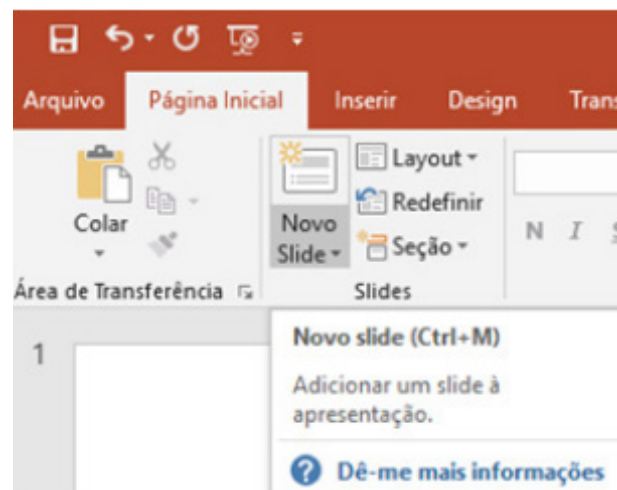 Arquivo Página Inicial Inserir Design Trans
Colar
Novo
Slide
Layout
Redefinir
Seção
N I S
Área de Transferência Slides
1
Novo slide (Ctrl+M)
Adicionar um slide à
apresentação.
? Dê-me mais informações